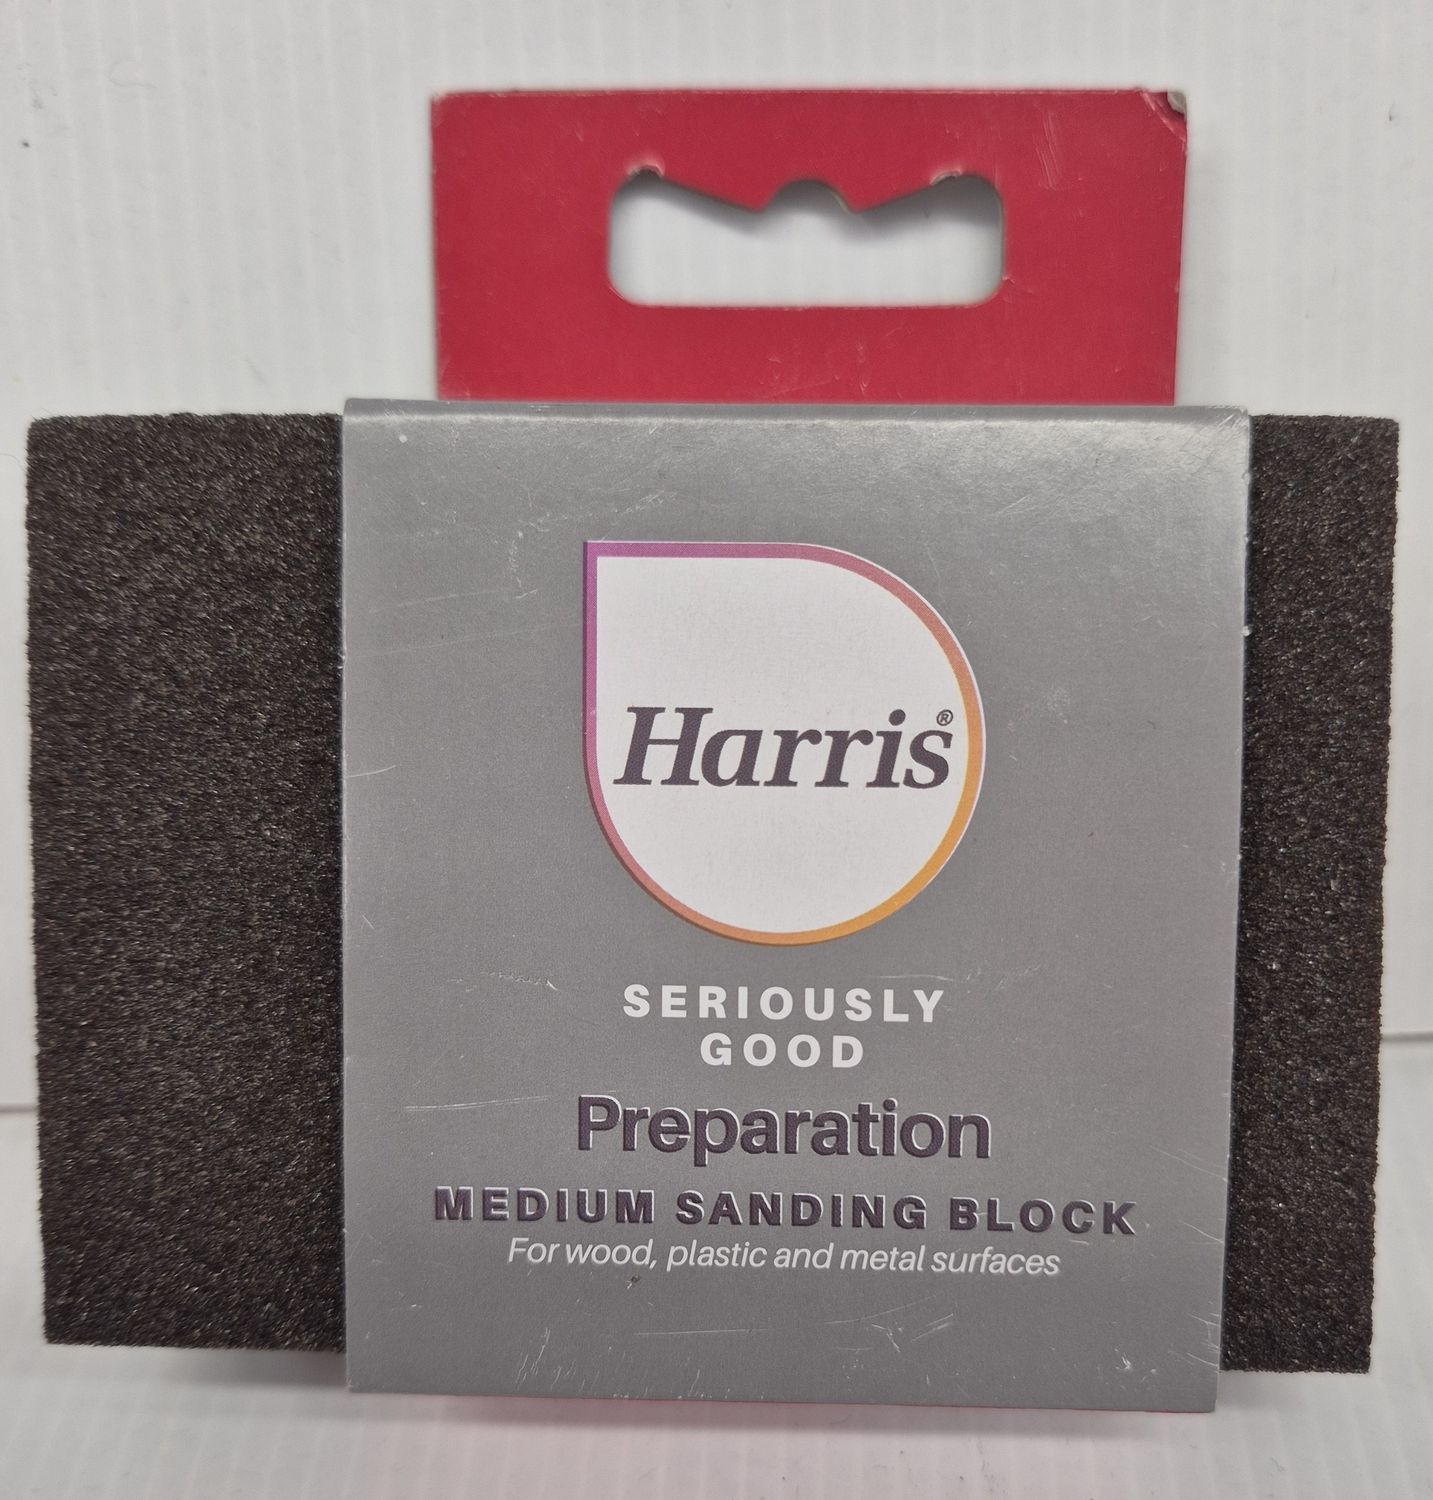 Harris®
SERIOUSLY
GOOD
Preparation
MEDIUM SANDING BLOCK
For wood, plastic and metal surfaces